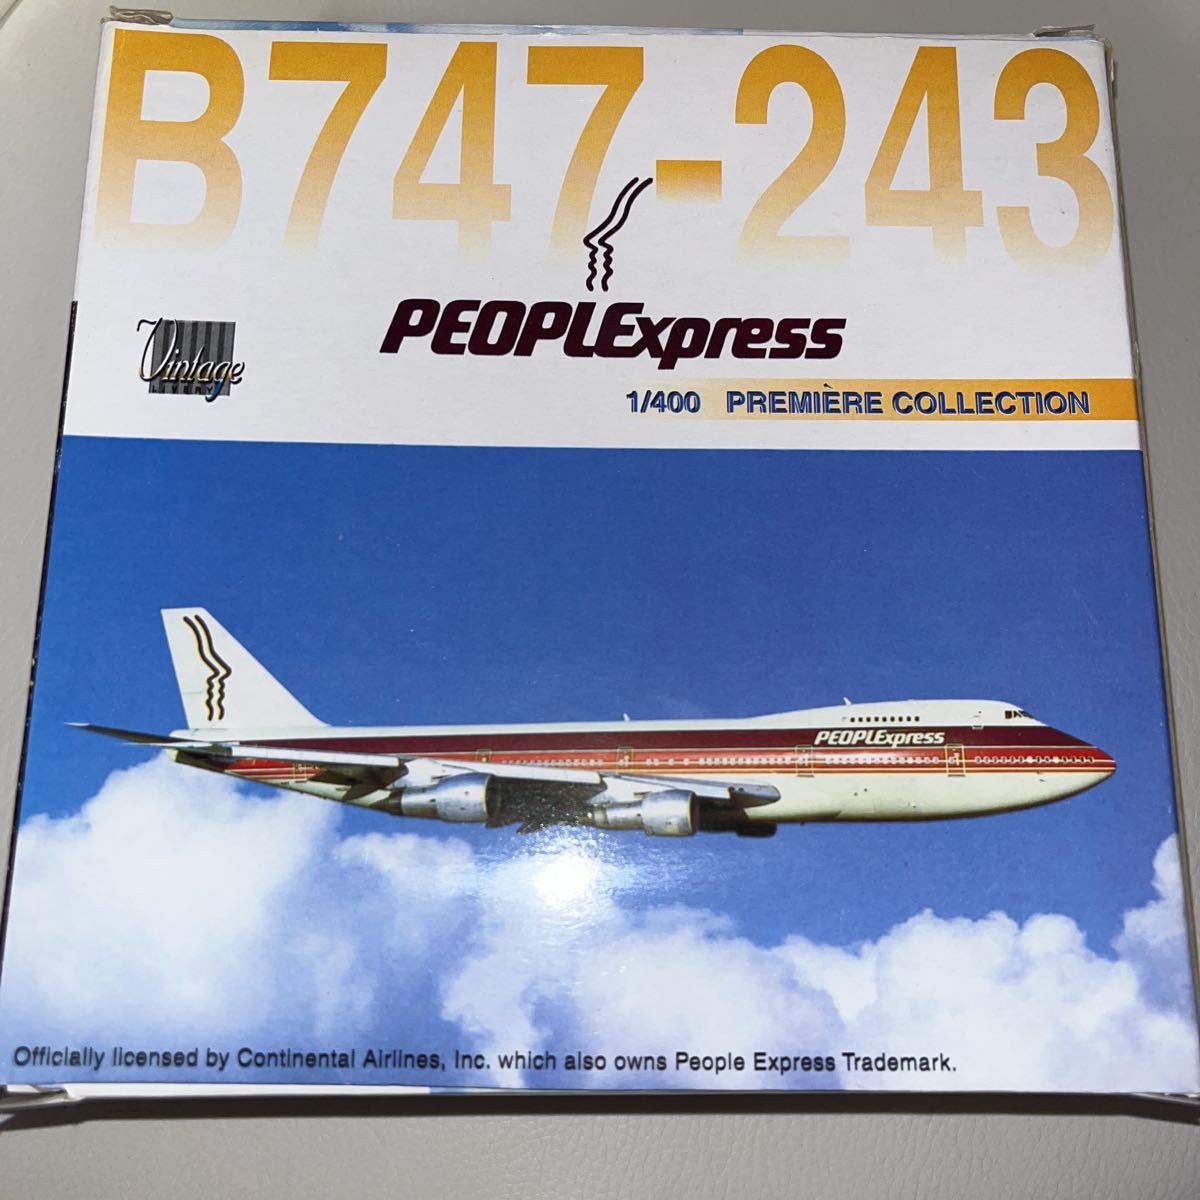 B747-243
PEOPLExpress
Vintage
LIVERY
1/400 PREMIÈRE COLLECTION
PEOPLExpress
Officially licensed by Continental Airlines, Inc. which also owns People Express Trademark.